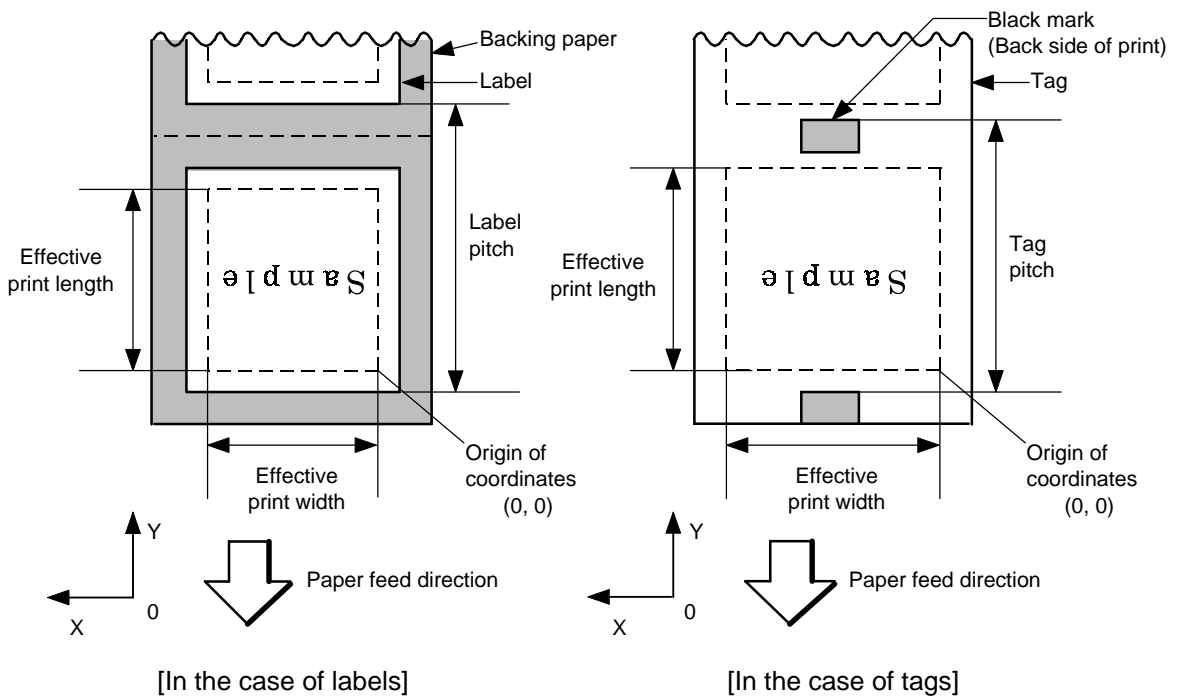 Backing paper
Label
Label
pitch
Effective
print length
Sample
Effective
print width
Origin of
coordinates
(0, 0)
Y
X
0
Paper feed direction
[In the case of labels]
Black mark
(Back side of print)
Tag
Tag
pitch
Effective
print length
Sample
Effective
print width
Origin of
coordinates
(0, 0)
Y
X
0
Paper feed direction
[In the case of tags]